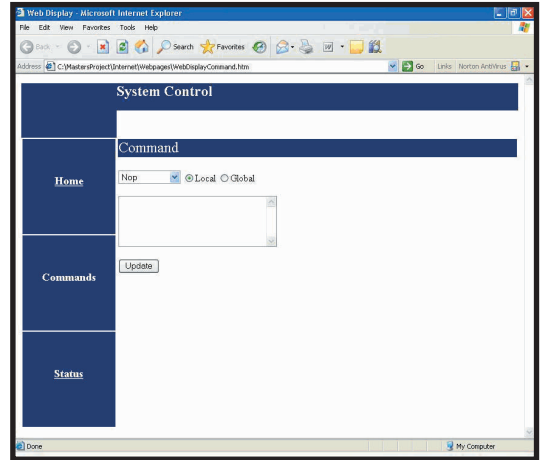 Web Display - Microsoft Internet Explorer
File Edit View Favorites Tools Help
Back Search Favorites
Address C:\MastersProject\Internet\Webpages\WebDisplayCommand.htm Go Links Norton AntiVirus
System Control
Command
Home
Nop Local Global
Update
Commands
Status
Done My Computer